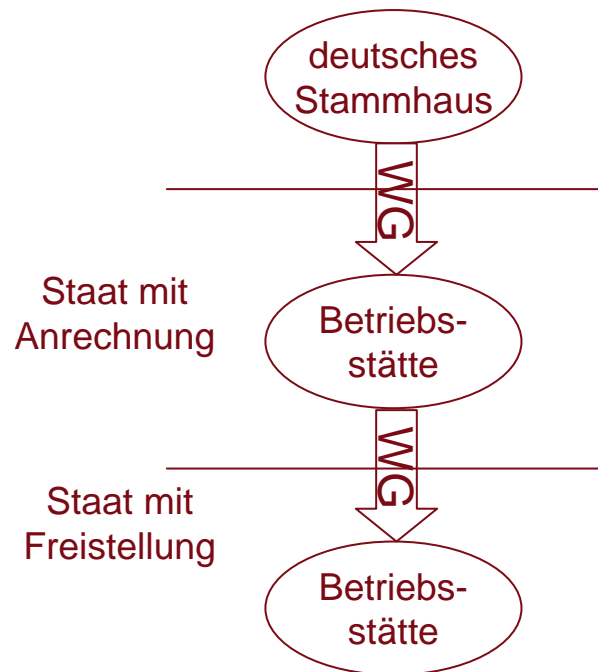 deutsches
Stammhaus
WG
Staat mit
Anrechnung
Betriebs-
stätte
WG
Staat mit
Freistellung
Betriebs-
stätte